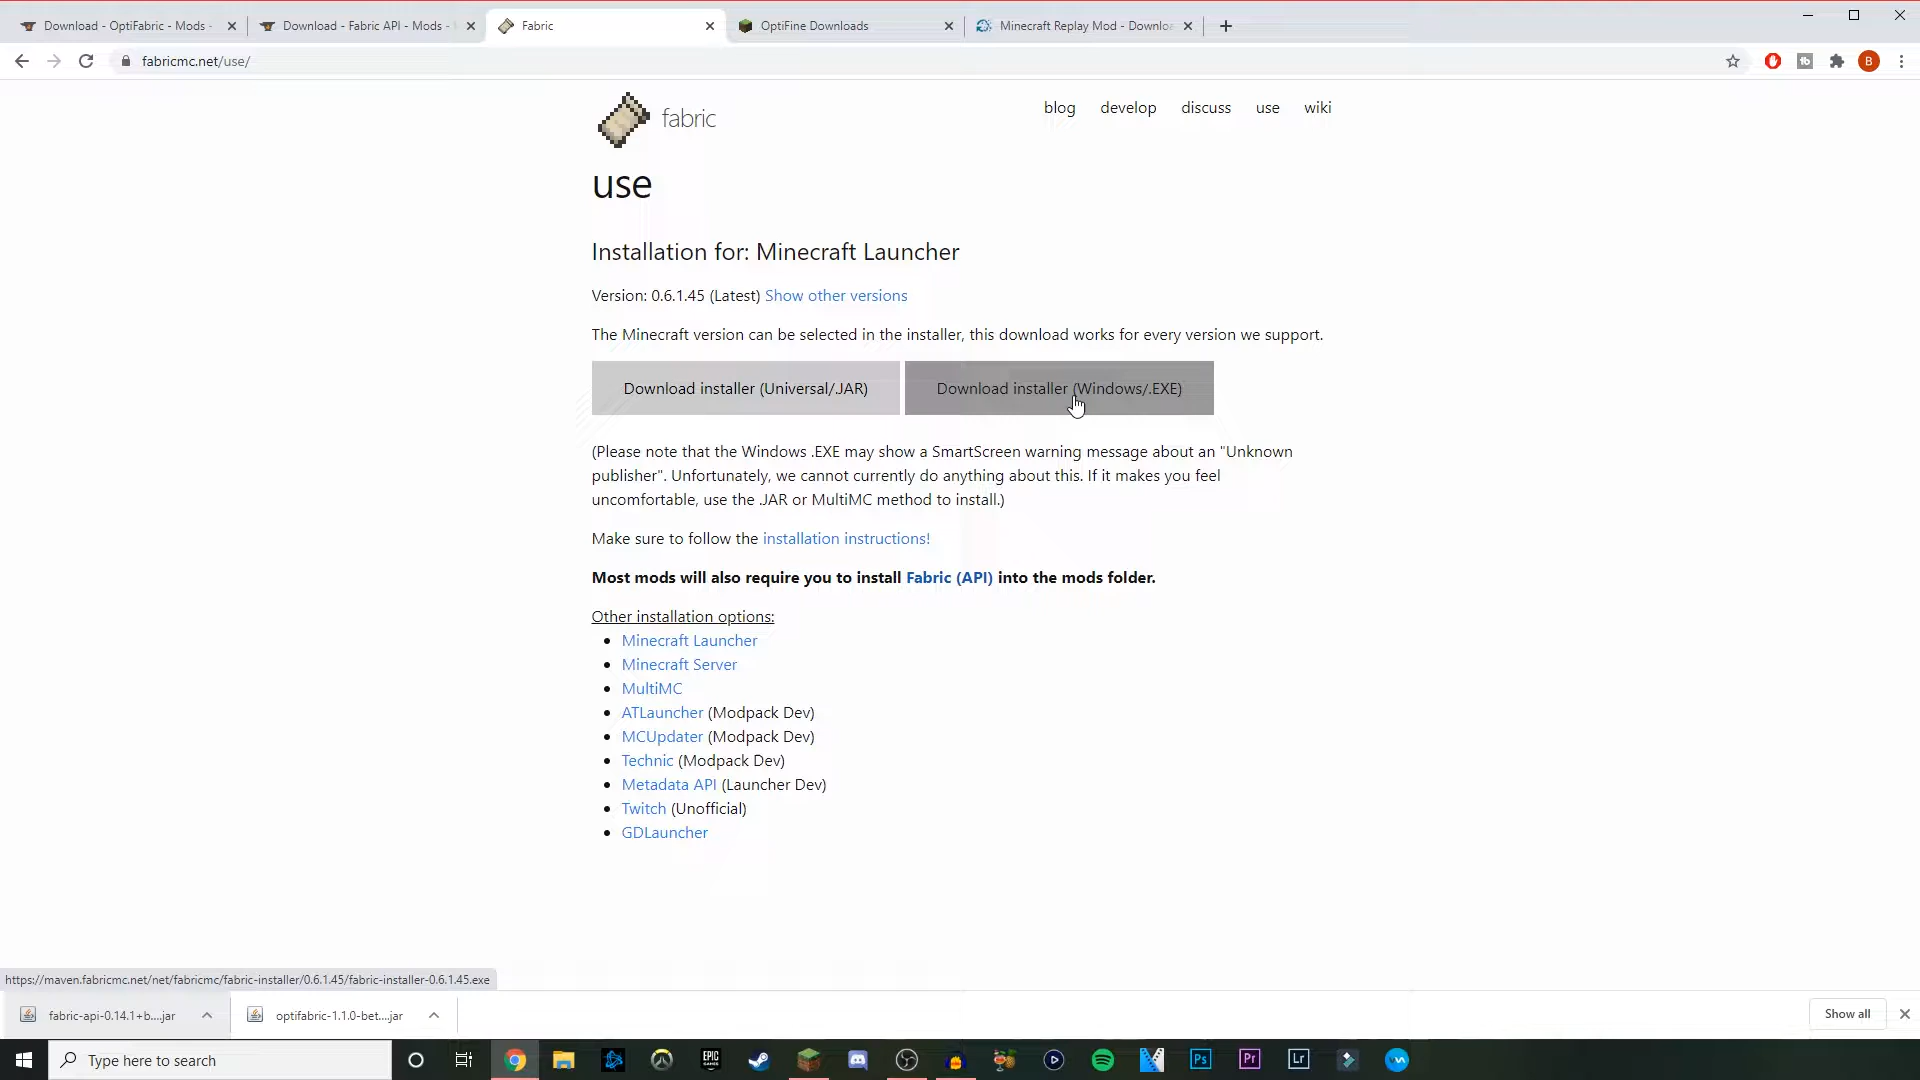 Download - OptiFabric - Mods -
Download - Fabric API - Mods -
Fabric
OptiFine Downloads
Minecraft Replay Mod - Downloa
fabricmc.net/use/
B
fabric
blog
develop
discuss
use
wiki
use
Installation for: Minecraft Launcher
Version: 0.6.1.45 (Latest) Show other versions
The Minecraft version can be selected in the installer, this download works for every version we support.
Download installer (Universal/.JAR)
Download installer (Windows/.EXE)
(Please note that the Windows .EXE may show a SmartScreen warning message about an "Unknown
publisher". Unfortunately, we cannot currently do anything about this. If it makes you feel
uncomfortable, use the .JAR or MultiMC method to install.)
Make sure to follow the installation instructions!
Most mods will also require you to install Fabric (API) into the mods folder.
Other installation options:
Minecraft Launcher
Minecraft Server
MultiMC
ATLauncher (Modpack Dev)
MCUpdater (Modpack Dev)
Technic (Modpack Dev)
Metadata API (Launcher Dev)
Twitch (Unofficial)
GDLauncher
https://maven.fabricmc.net/net/fabricmc/fabric-installer/0.6.1.45/fabric-installer-0.6.1.45.exe
fabric-api-0.14.1+b....jar
optifabric-1.1.0-bet....jar
Show all
Type here to search
EPIC
Ps
Pr
Lr